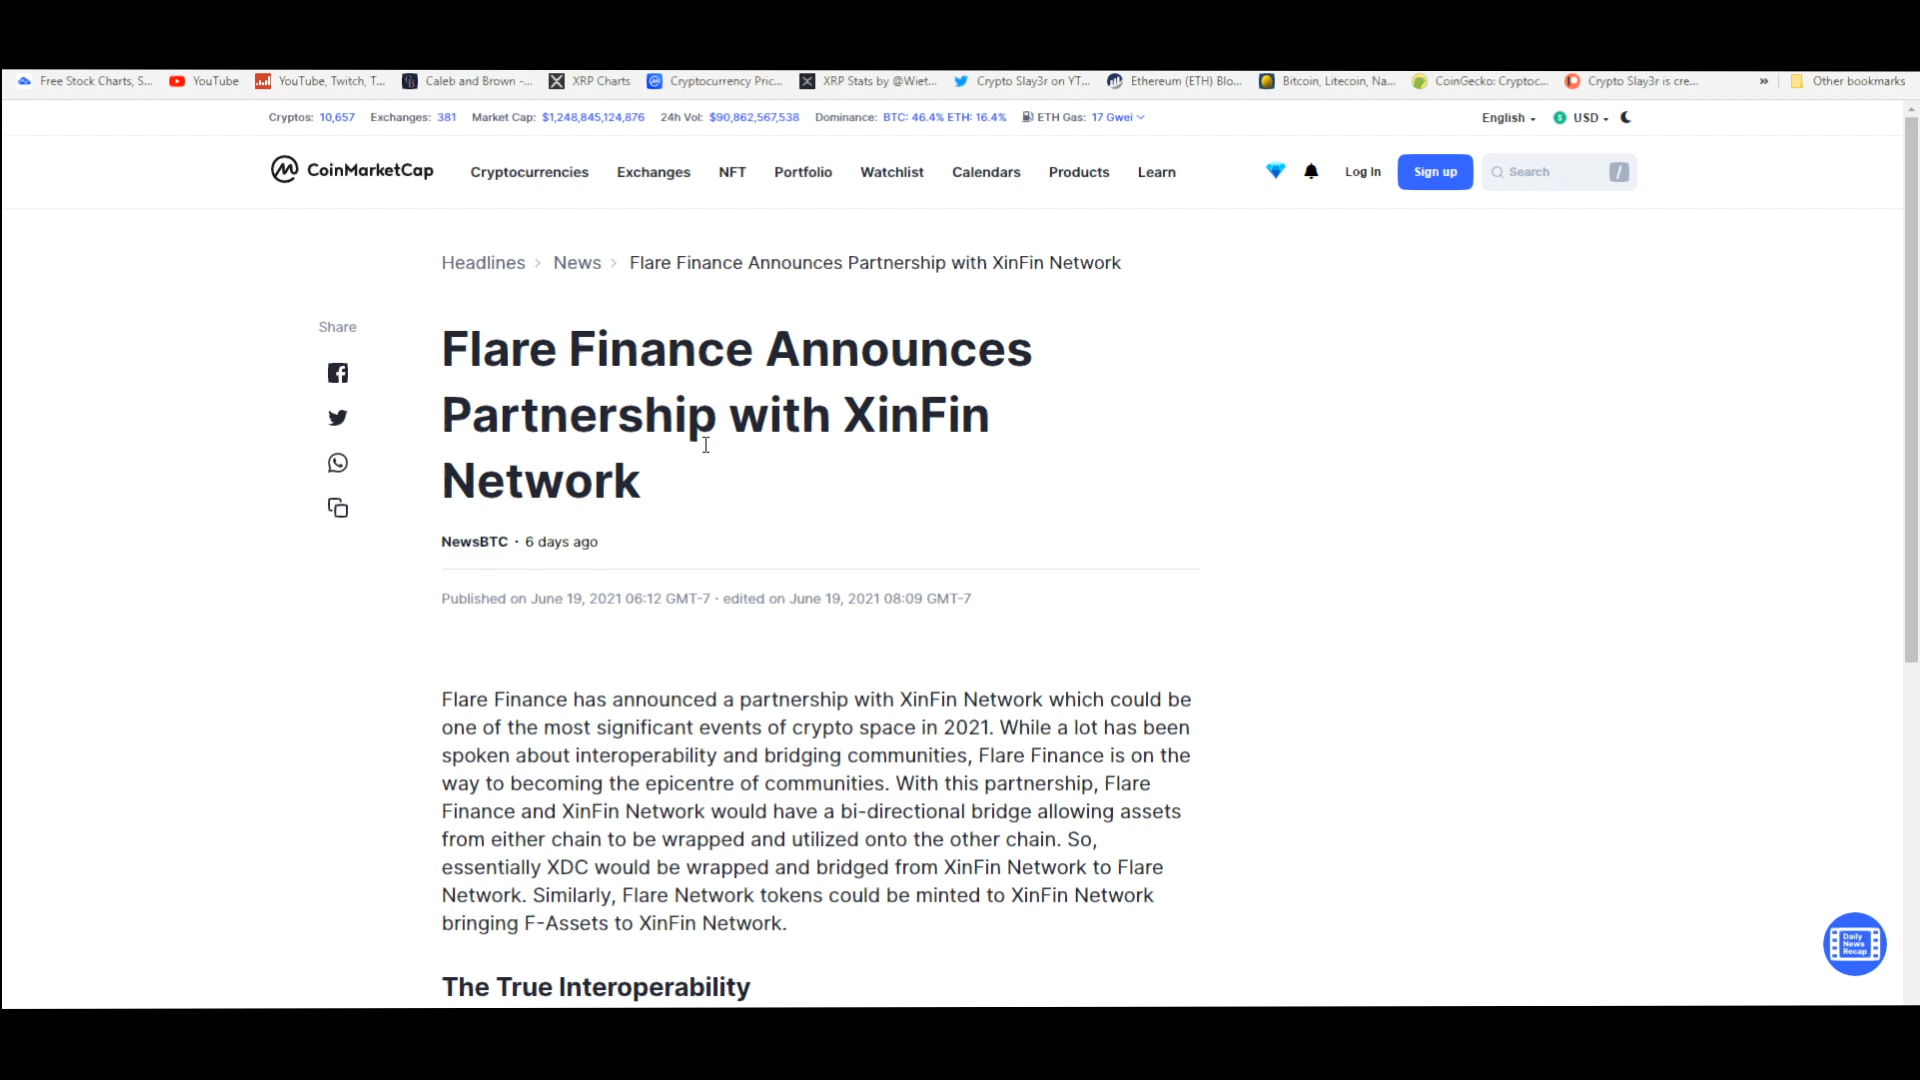 Free Stock Charts, S... YouTube YouTube, Twitch, T... Caleb and Brown -... XRP Charts Cryptocurrency Pric... XRP Stats by @Wiet... Crypto Slay3r on YT... Ethereum (ETH) Blo... Bitcoin, Litecoin, Na... CoinGecko: Cryptoc... Crypto Slay3r is cre... » Other bookmarks
Cryptos: 10,657 Exchanges: 381 Market Cap: $1,248,845,124,876 24h Vol: $90,862,567,538 Dominance: BTC: 46.4% ETH: 16.4% ETH Gas: 17 Gwei English USD
CoinMarketCap Cryptocurrencies Exchanges NFT Portfolio Watchlist Calendars Products Learn Log In Sign up Search /
Headlines > News > Flare Finance Announces Partnership with XinFin Network
Share
Flare Finance Announces
Partnership with XinFin
Network
NewsBTC · 6 days ago
Published on June 19, 2021 06:12 GMT-7 · edited on June 19, 2021 08:09 GMT-7
Flare Finance has announced a partnership with XinFin Network which could be
one of the most significant events of crypto space in 2021. While a lot has been
spoken about interoperability and bridging communities, Flare Finance is on the
way to becoming the epicentre of communities. With this partnership, Flare
Finance and XinFin Network would have a bi-directional bridge allowing assets
from either chain to be wrapped and utilized onto the other chain. So,
essentially XDC would be wrapped and bridged from XinFin Network to Flare
Network. Similarly, Flare Network tokens could be minted to XinFin Network
bringing F-Assets to XinFin Network.
Daily
News
Recap
The True Interoperability